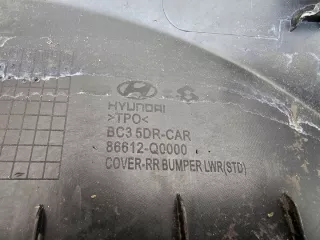 HYUNDAI
>TPO<
BC3 5DR-CAR
86612-Q0000
COVER-RR BUMPER LWR(STD)